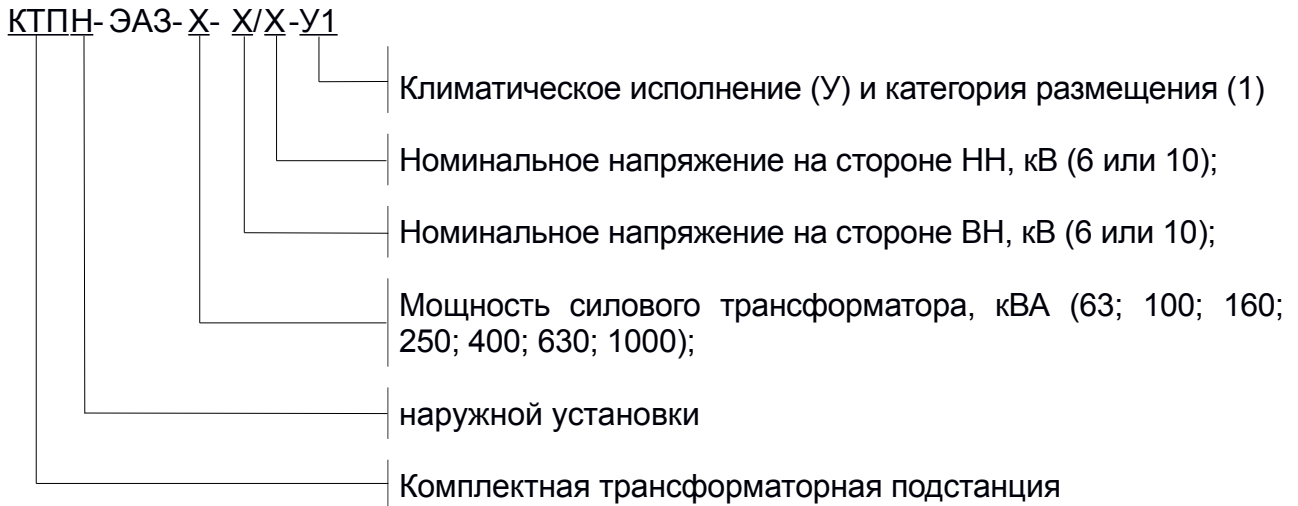 КТПН- ЭАЗ- Х- Х/Х -У1
Климатическое исполнение (У) и категория размещения (1)
Номинальное напряжение на стороне НН, кВ (6 или 10);
Номинальное напряжение на стороне ВН, кВ (6 или 10);
Мощность силового трансформатора, кВА (63; 100; 160;
250; 400; 630; 1000);
наружной установки
Комплектная трансформаторная подстанция